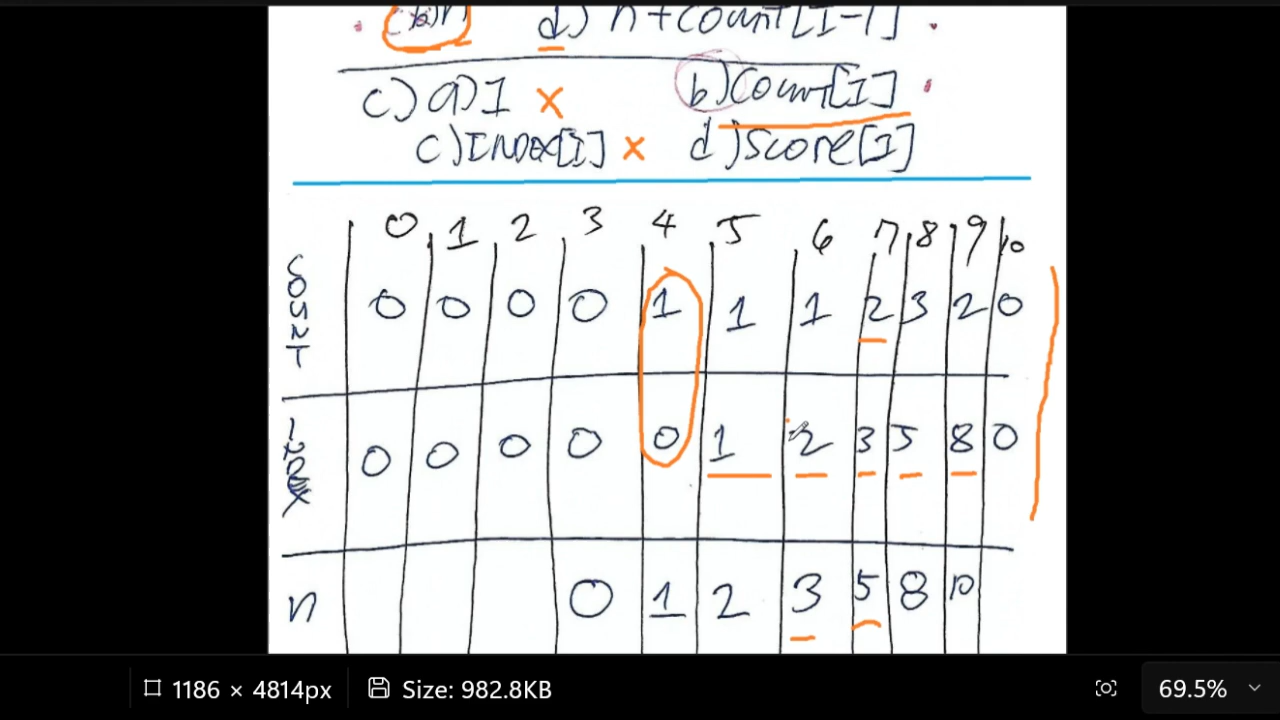 d) n+count[I-1]
c) a) I × b) Count[I]
c) Index[I] × d) Score[I]
0 1 2 3 4 5 6 7 8 9 10
COUNT 0 0 0 0 1 1 1 2 3 2 0
0 0 0 0 0 1 2 3 5 8 0
n 0 1 2 3 5 8 10
1186 × 4814px Size: 982.8KB 69.5%